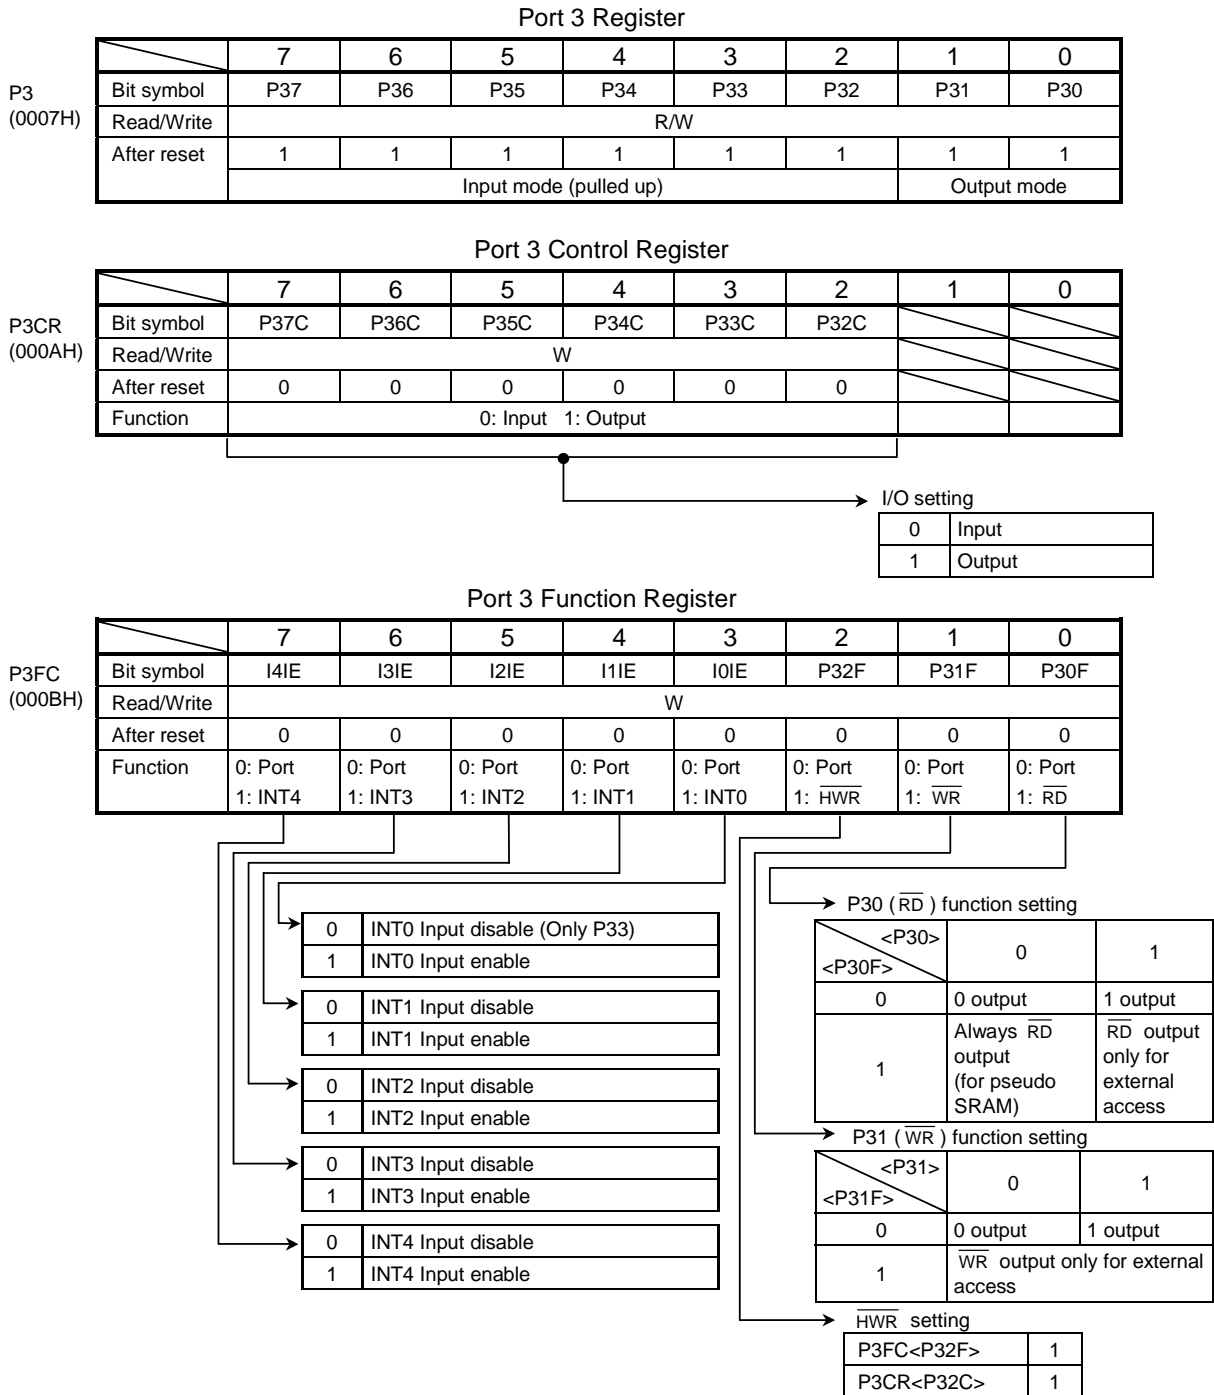 Port 3 Register
7 6 5 4 3 2 1 0
P3 (0007H)
Bit symbol P37 P36 P35 P34 P33 P32 P31 P30
Read/Write R/W
After reset 1 1 1 1 1 1 1 1
Input mode (pulled up) Output mode
Port 3 Control Register
7 6 5 4 3 2 1 0
P3CR (000AH)
Bit symbol P37C P36C P35C P34C P33C P32C
Read/Write W
After reset 0 0 0 0 0 0
Function 0: Input 1: Output
I/O setting
0 Input
1 Output
Port 3 Function Register
7 6 5 4 3 2 1 0
P3FC (000BH)
Bit symbol I4IE I3IE I2IE I1IE I0IE P32F P31F P30F
Read/Write W
After reset 0 0 0 0 0 0 0 0
Function 0: Port 0: Port 0: Port 0: Port 0: Port 0: Port 0: Port 0: Port
1: INT4 1: INT3 1: INT2 1: INT1 1: INT0 1: HWR 1: WR 1: RD
0 INT0 Input disable (Only P33)
1 INT0 Input enable
0 INT1 Input disable
1 INT1 Input enable
0 INT2 Input disable
1 INT2 Input enable
0 INT3 Input disable
1 INT3 Input enable
0 INT4 Input disable
1 INT4 Input enable
P30 ( RD ) function setting
<P30> 0 1
<P30F>
0 0 output 1 output
1 Always RD output (for pseudo SRAM) RD output only for external access
P31 ( WR ) function setting
<P31> 0 1
<P31F>
0 0 output 1 output
1 WR output only for external access
HWR setting
P3FC<P32F> 1
P3CR<P32C> 1